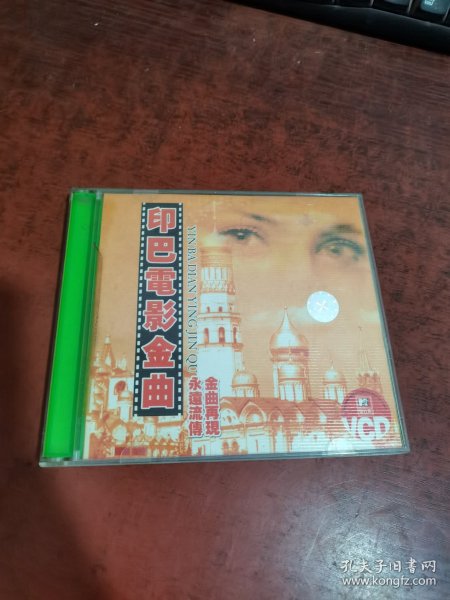 印巴電影金曲
YIN BA DIAN YING JIN QU
金曲再現
永遠流傳
VCD
孔夫子旧书网
www.kongfz.com